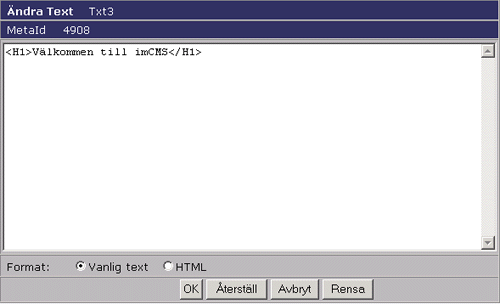 Ändra Text Txt3
MetaId 4908
<H1>Välkommen till imCMS</H1>
Format: Vanlig text HTML
OK Återställ Avbryt Rensa